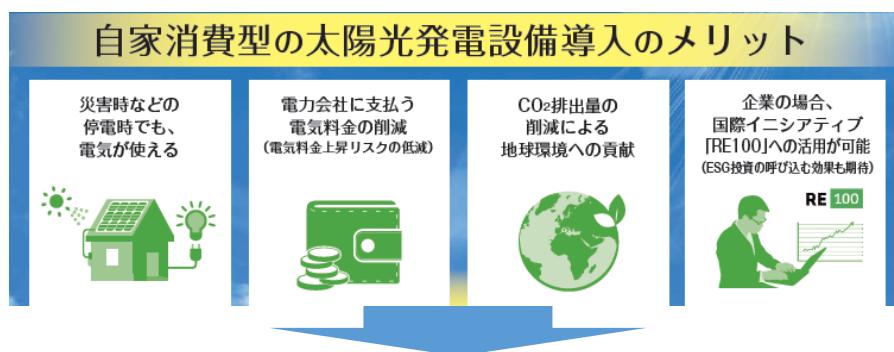 自家消費型の太陽光発電設備導入のメリット
災害時などの
停電時でも、
電気が使える
電力会社に支払う
電気料金の削減
(電気料金上昇リスクの低減)
CO2排出量の
削減による
地球環境への貢献
企業の場合、
国際イニシアティブ
「RE100」への活用が可能
(ESG投資の呼び込む効果も期待)
RE 100